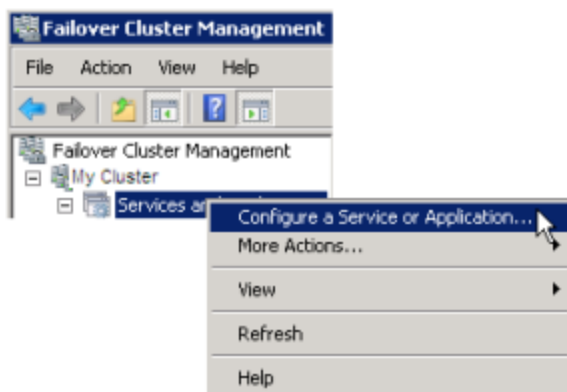 Failover Cluster Management
File Action View Help
Failover Cluster Management
My Cluster
Services
Configure a Service or Application...
More Actions...
View
Refresh
Help